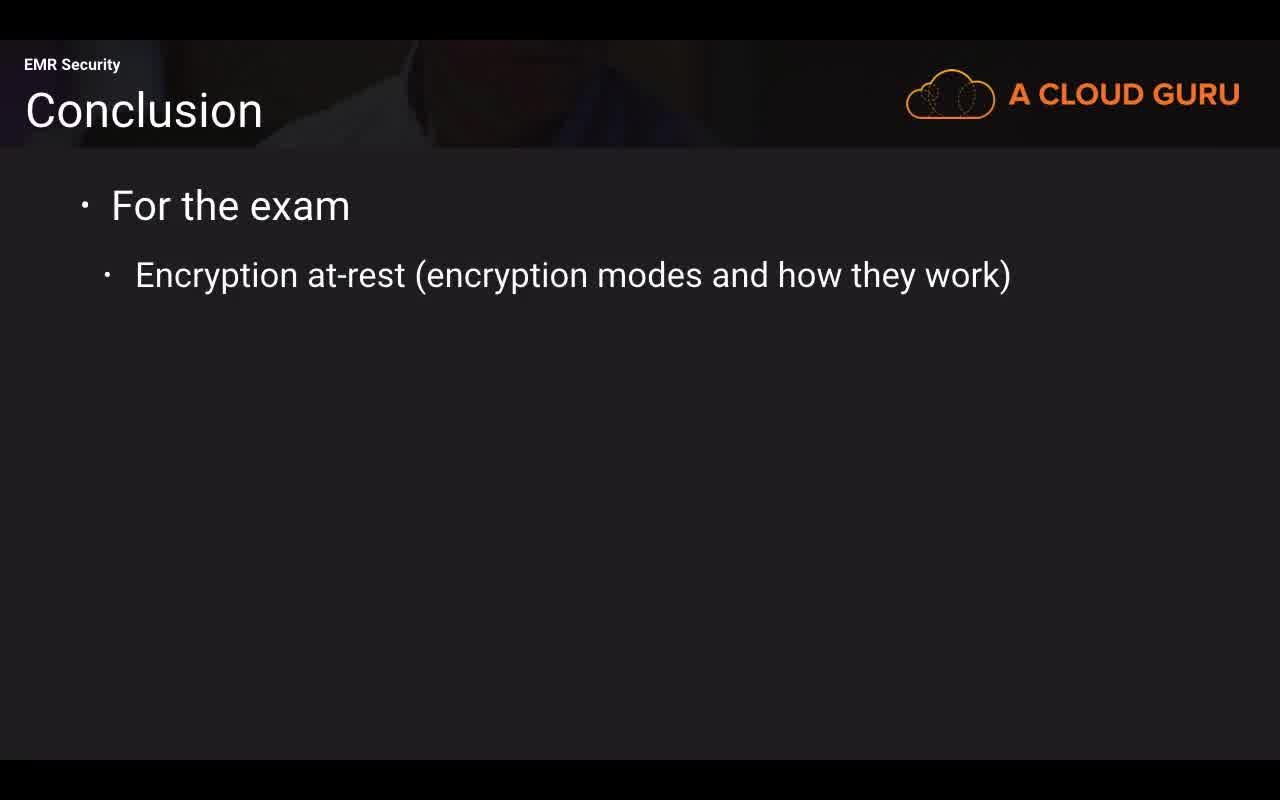 EMR Security
Conclusion
A CLOUD GURU
· For the exam
· Encryption at-rest (encryption modes and how they work)